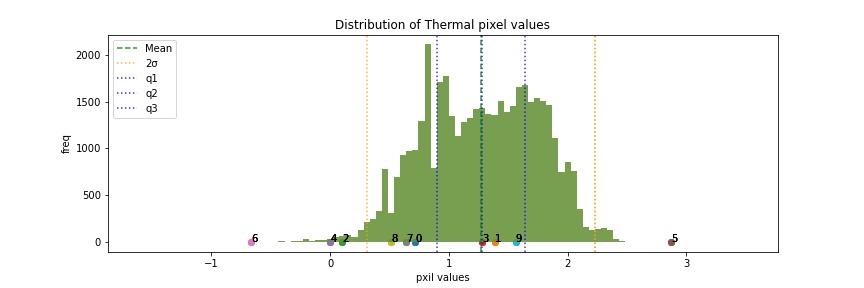 Distribution of Thermal pixel values
Mean
2σ
q1
q2
q3
freq
2000
1500
1000
500
0
6 4 2 8 7 0 3 1 9 5
−1 0 1 2 3
pxil values